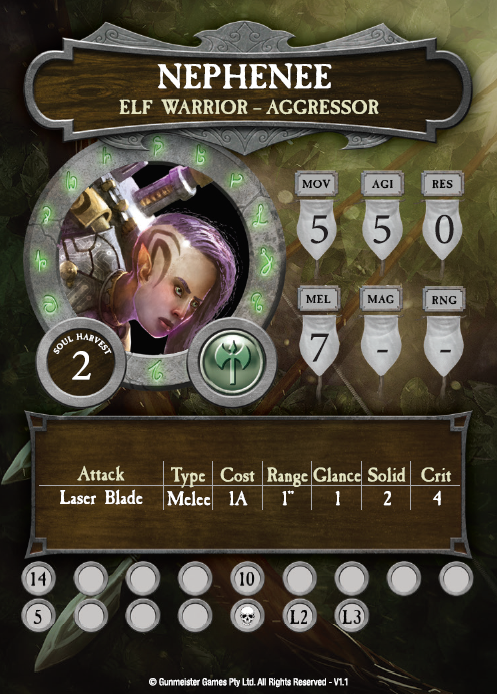 NEPHENEE
ELF WARRIOR – AGGRESSOR
MOV AGI RES
5 5 0
MEL MAG RNG
7 - -
SOUL HARVEST
2
Attack Type Cost Range Glance Solid Crit
Laser Blade Melee 1A 1" 1 2 4
14 10
5 L2 L3
© Gunmeister Games Pty Ltd. All Rights Reserved - V1.1